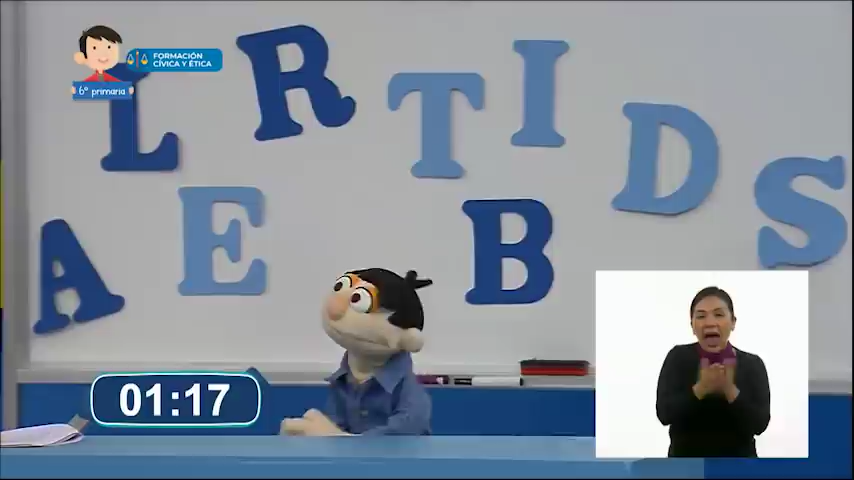 FORMACIÓN
CÍVICA Y ÉTICA
6° primaria
L R T I D
A E B S
01:17